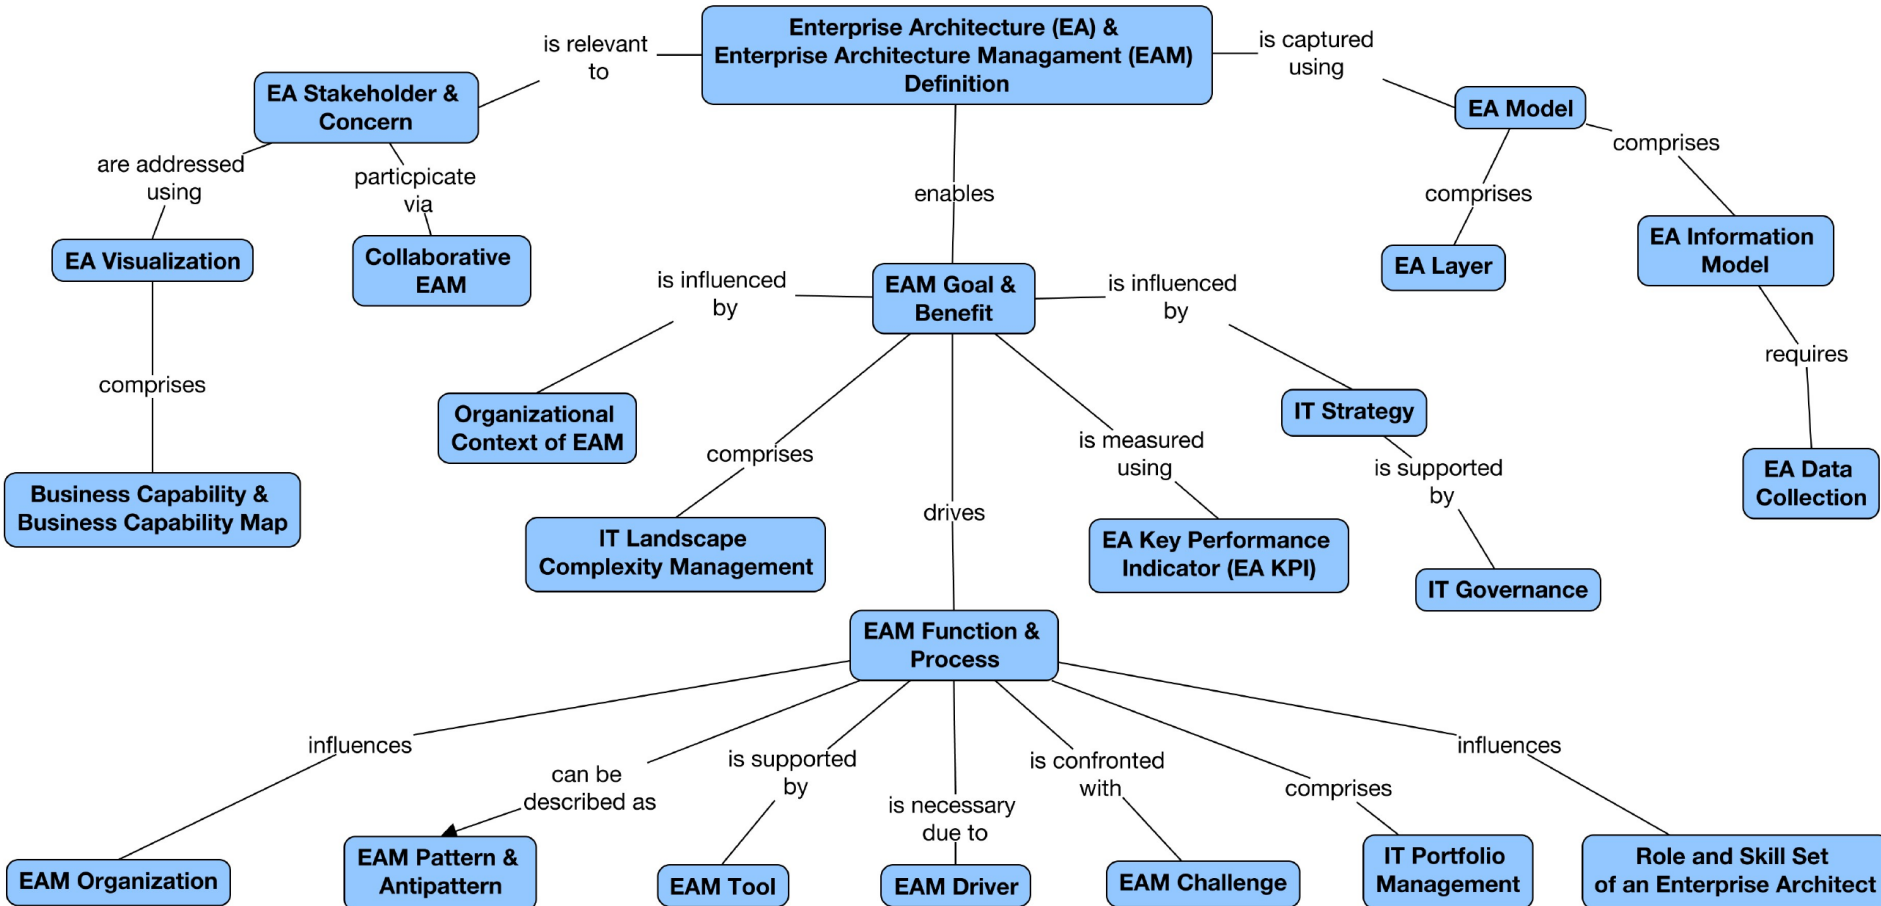 Enterprise Architecture (EA) &
Enterprise Architecture Managament (EAM)
Definition
is relevant
to
is captured
using
EA Stakeholder &
Concern
EA Model
are addressed
using
particpicate
via
enables
comprises
comprises
EA Visualization
Collaborative
EAM
EA Layer
EA Information
Model
is influenced
by
EAM Goal &
Benefit
is influenced
by
comprises
requires
Organizational
Context of EAM
IT Strategy
comprises
is measured
using
is supported
by
EA Data
Collection
Business Capability &
Business Capability Map
drives
IT Landscape
Complexity Management
EA Key Performance
Indicator (EA KPI)
IT Governance
EAM Function &
Process
influences
can be
described as
is supported
by
is necessary
due to
is confronted
with
comprises
influences
EAM Organization
EAM Pattern &
Antipattern
EAM Tool
EAM Driver
EAM Challenge
IT Portfolio
Management
Role and Skill Set
of an Enterprise Architect